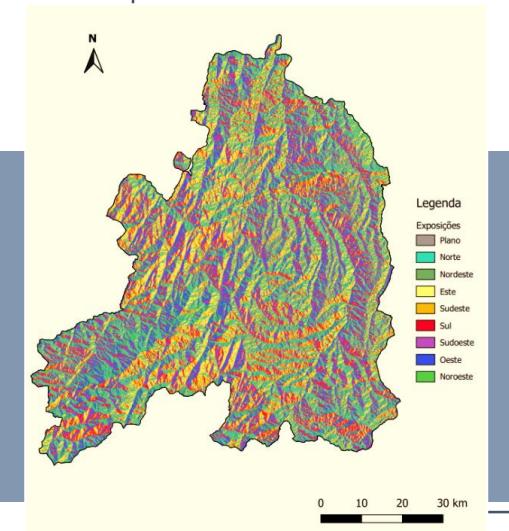 N
Legenda
Exposições
Plano
Norte
Nordeste
Este
Sudeste
Sul
Sudoeste
Oeste
Noroeste
0 10 20 30 km